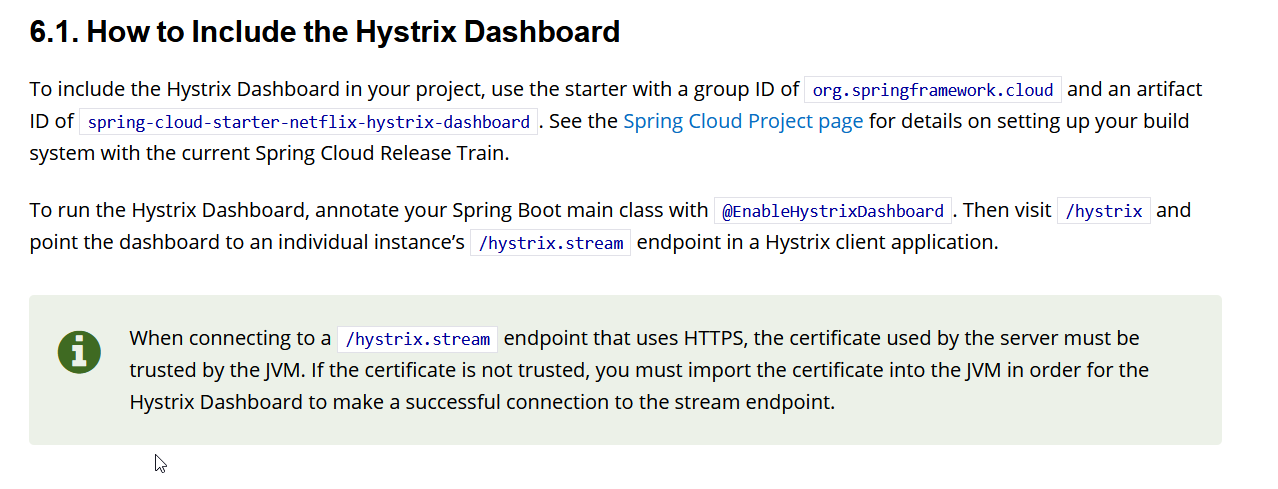 6.1. How to Include the Hystrix Dashboard
To include the Hystrix Dashboard in your project, use the starter with a group ID of org.springframework.cloud and an artifact
ID of spring-cloud-starter-netflix-hystrix-dashboard. See the Spring Cloud Project page for details on setting up your build
system with the current Spring Cloud Release Train.
To run the Hystrix Dashboard, annotate your Spring Boot main class with @EnableHystrixDashboard. Then visit /hystrix and
point the dashboard to an individual instance’s /hystrix.stream endpoint in a Hystrix client application.
When connecting to a /hystrix.stream endpoint that uses HTTPS, the certificate used by the server must be
trusted by the JVM. If the certificate is not trusted, you must import the certificate into the JVM in order for the
Hystrix Dashboard to make a successful connection to the stream endpoint.